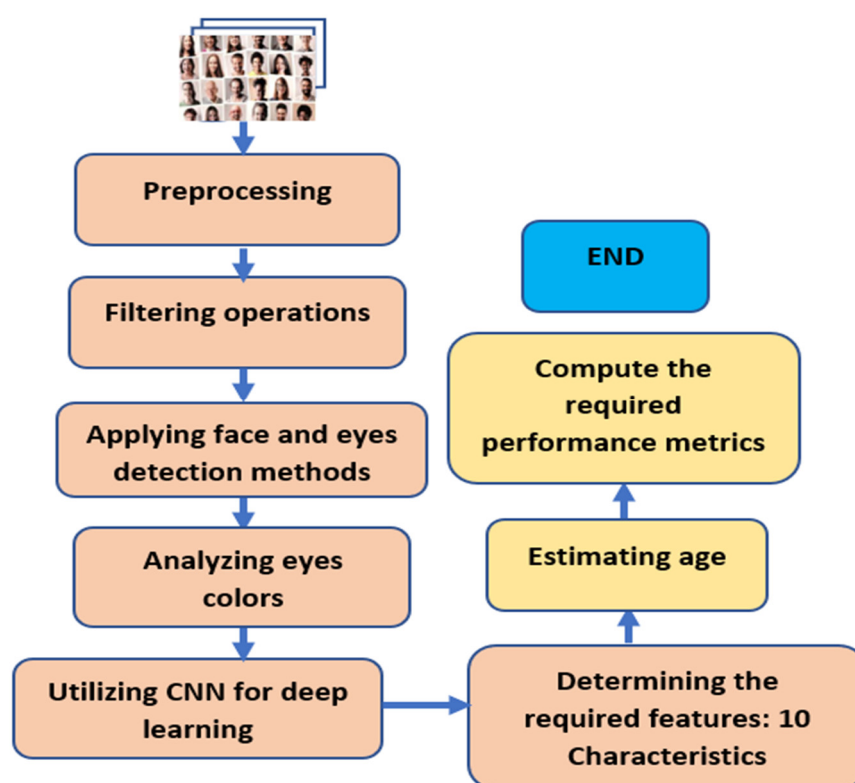 Preprocessing
Filtering operations
Applying face and eyes
detection methods
Analyzing eyes
colors
Utilizing CNN for deep
learning
Determining the
required features: 10
Characteristics
Estimating age
Compute the
required
performance metrics
END